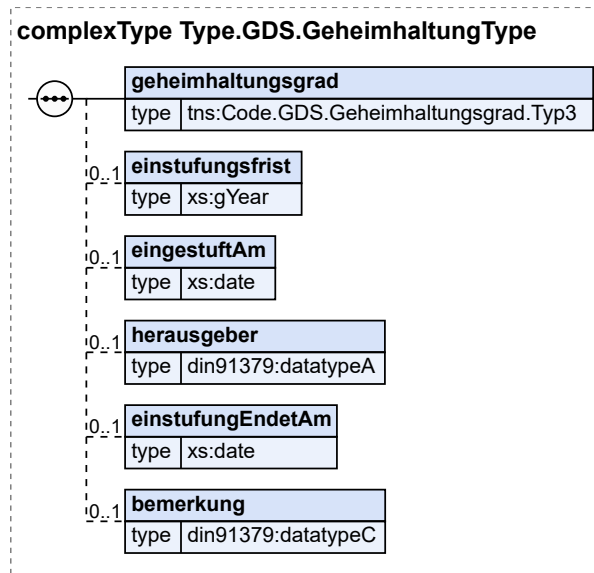 complexType Type.GDS.GeheimhaltungType
geheimhaltungsgrad
type tns:Code.GDS.Geheimhaltungsgrad.Typ3
0..1 einstufungsfrist
type xs:gYear
0..1 eingestuftAm
type xs:date
0..1 herausgeber
type din91379:datatypeA
0..1 einstufungEndetAm
type xs:date
0..1 bemerkung
type din91379:datatypeC